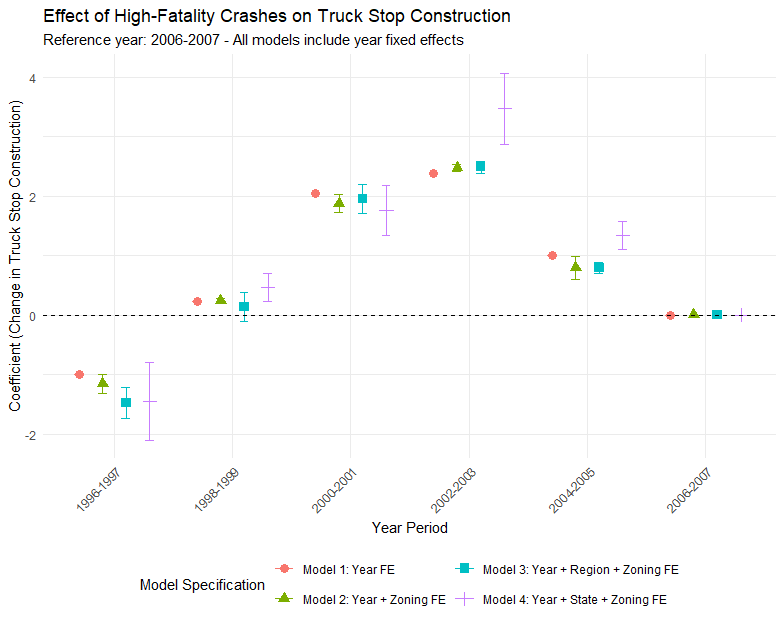 Effect of High-Fatality Crashes on Truck Stop Construction
Reference year: 2006-2007 - All models include year fixed effects
Coefficient (Change in Truck Stop Construction)
4
2
0
-2
1996-1997
1998-1999
2000-2001
2002-2003
2004-2005
2006-2007
Year Period
Model Specification
Model 1: Year FE
Model 2: Year + Zoning FE
Model 3: Year + Region + Zoning FE
Model 4: Year + State + Zoning FE